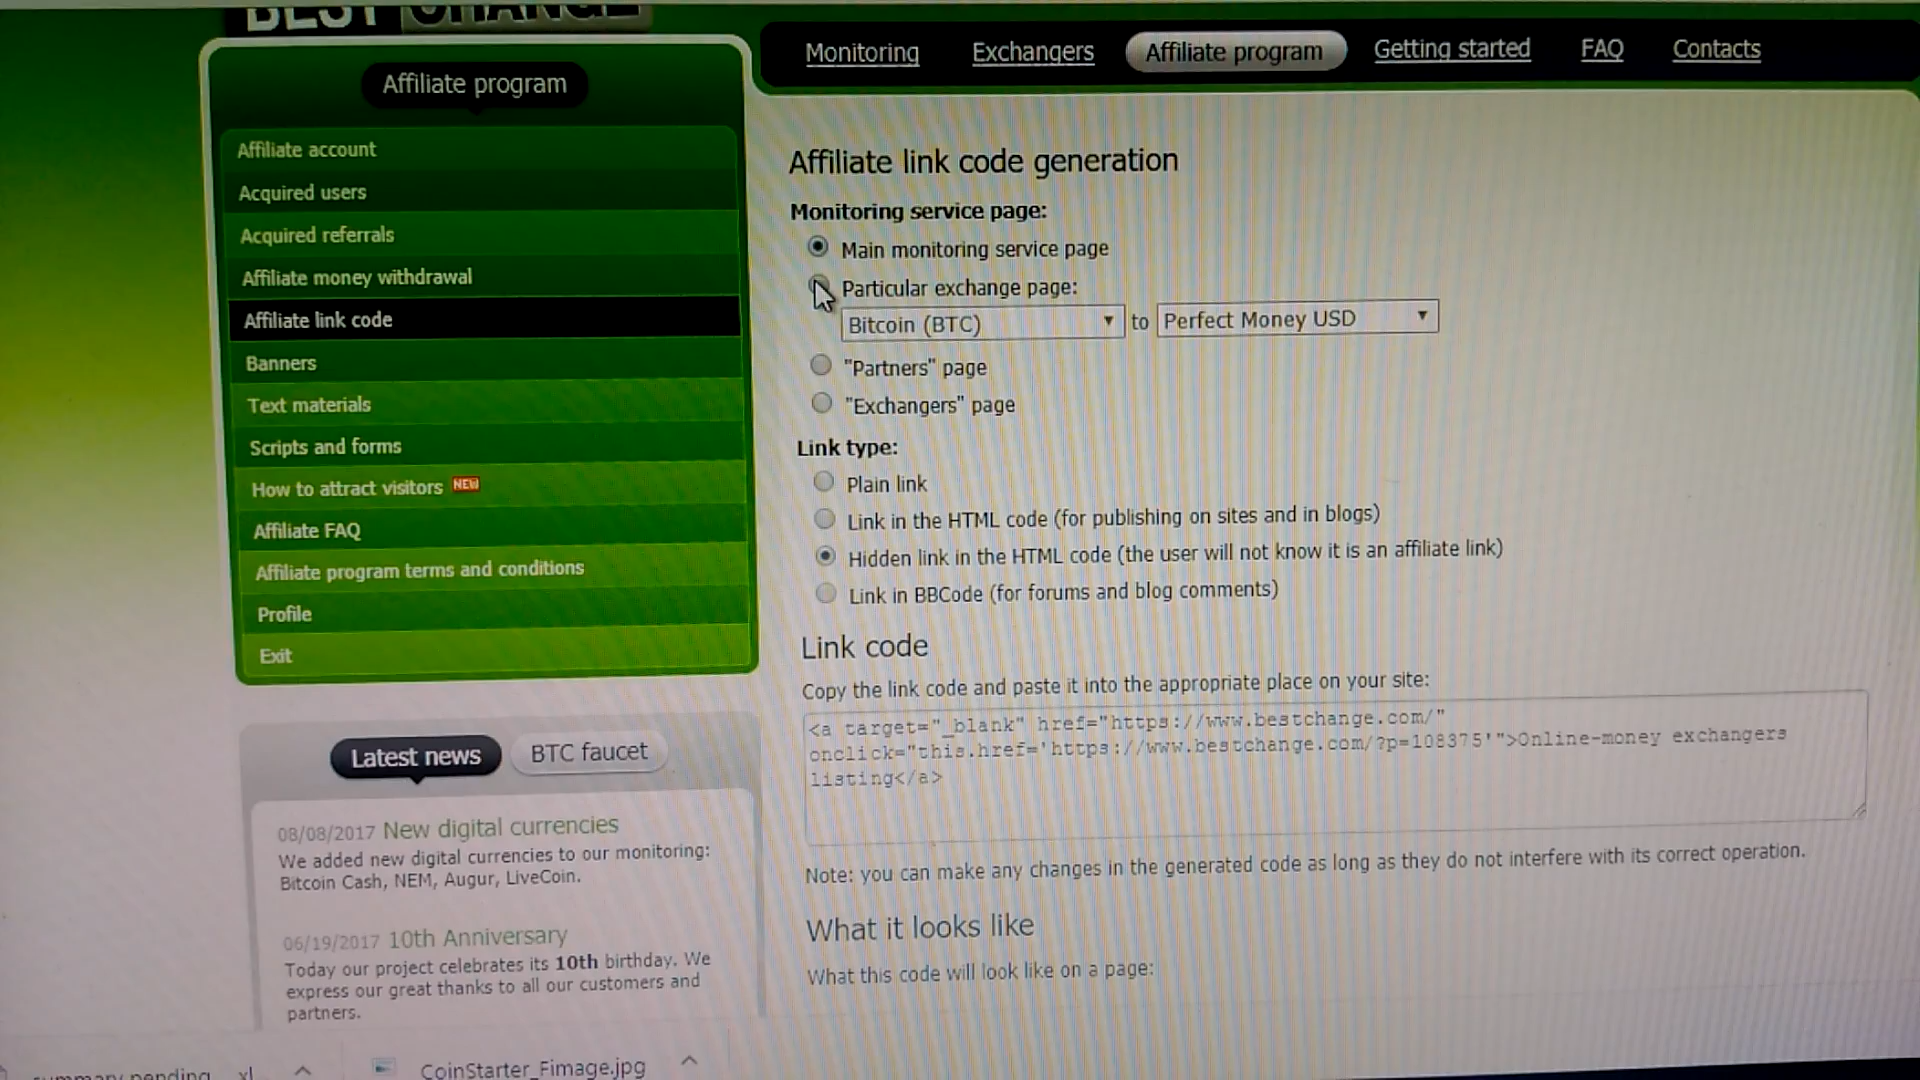 BEST CHANGE
Monitoring
Exchangers
Affiliate program
Getting started
FAQ
Contacts
Affiliate program
Affiliate account
Acquired users
Acquired referrals
Affiliate money withdrawal
Affiliate link code
Banners
Text materials
Scripts and forms
How to attract visitors NEW
Affiliate FAQ
Affiliate program terms and conditions
Profile
Exit
Latest news
BTC faucet
08/08/2017 New digital currencies
We added new digital currencies to our monitoring:
Bitcoin Cash, NEM, Augur, LiveCoin.
06/19/2017 10th Anniversary
Today our project celebrates its 10th birthday. We
express our great thanks to all our customers and
partners.
Affiliate link code generation
Monitoring service page:
Main monitoring service page
Particular exchange page:
Bitcoin (BTC) to Perfect Money USD
"Partners" page
"Exchangers" page
Link type:
Plain link
Link in the HTML code (for publishing on sites and in blogs)
Hidden link in the HTML code (the user will not know it is an affiliate link)
Link in BBCode (for forums and blog comments)
Link code
Copy the link code and paste it into the appropriate place on your site:
<a target="_blank" href="https://www.bestchange.com/"
onclick="this.href='https://www.bestchange.com/?p=108375'">Online-money exchangers
listing</a>
Note: you can make any changes in the generated code as long as they do not interfere with its correct operation.
What it looks like
What this code will look like on a page:
CoinStarter_Fimage.jpg